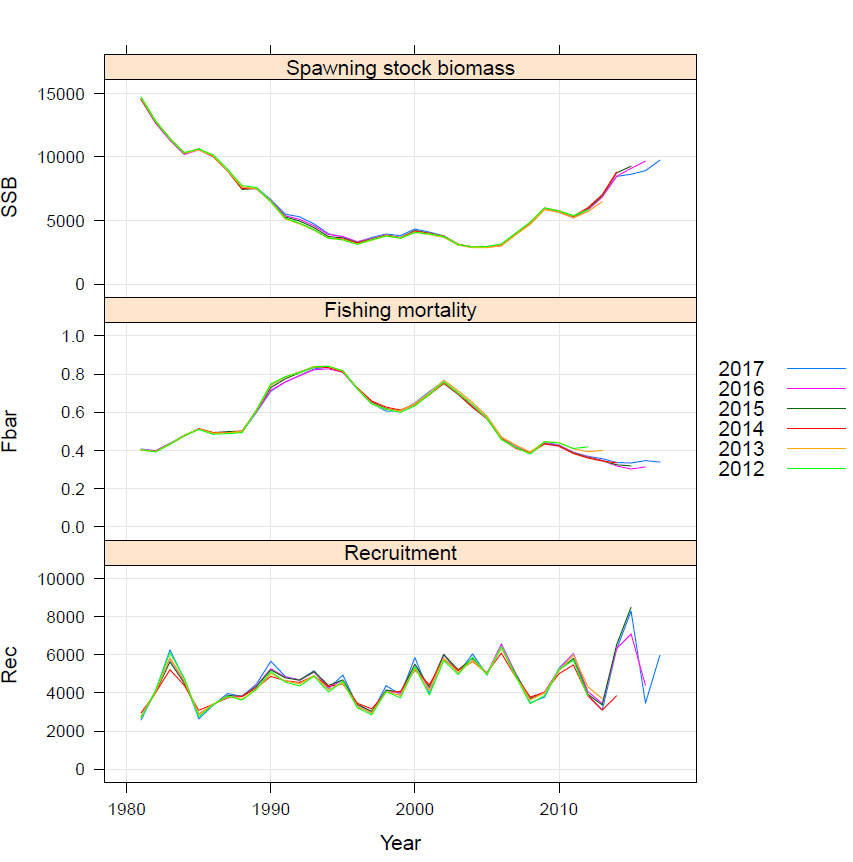 Spawning stock biomass
15000
10000
5000
0
SSB
Fishing mortality
1.0
0.8
0.6
0.4
0.2
0.0
Fbar
Recruitment
10000
8000
6000
4000
2000
0
Rec
1980 1990 2000 2010
Year
2017
2016
2015
2014
2013
2012